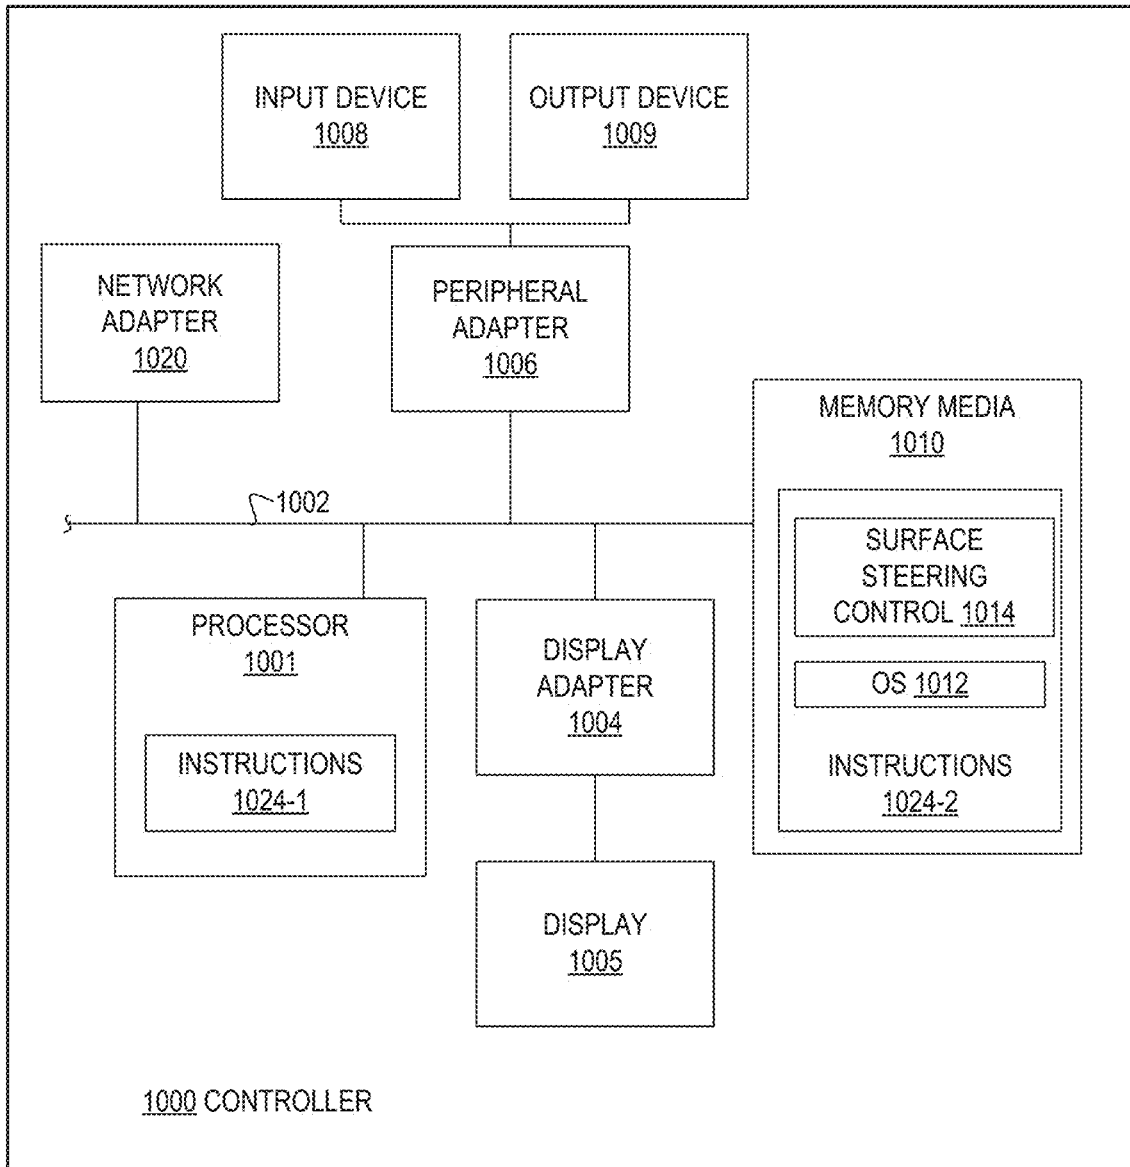 INPUT DEVICE
1008
OUTPUT DEVICE
1009
NETWORK
ADAPTER
1020
PERIPHERAL
ADAPTER
1006
MEMORY MEDIA
1010
1002
SURFACE
STEERING
CONTROL 1014
OS 1012
INSTRUCTIONS
1024-2
PROCESSOR
1001
INSTRUCTIONS
1024-1
DISPLAY
ADAPTER
1004
DISPLAY
1005
1000 CONTROLLER